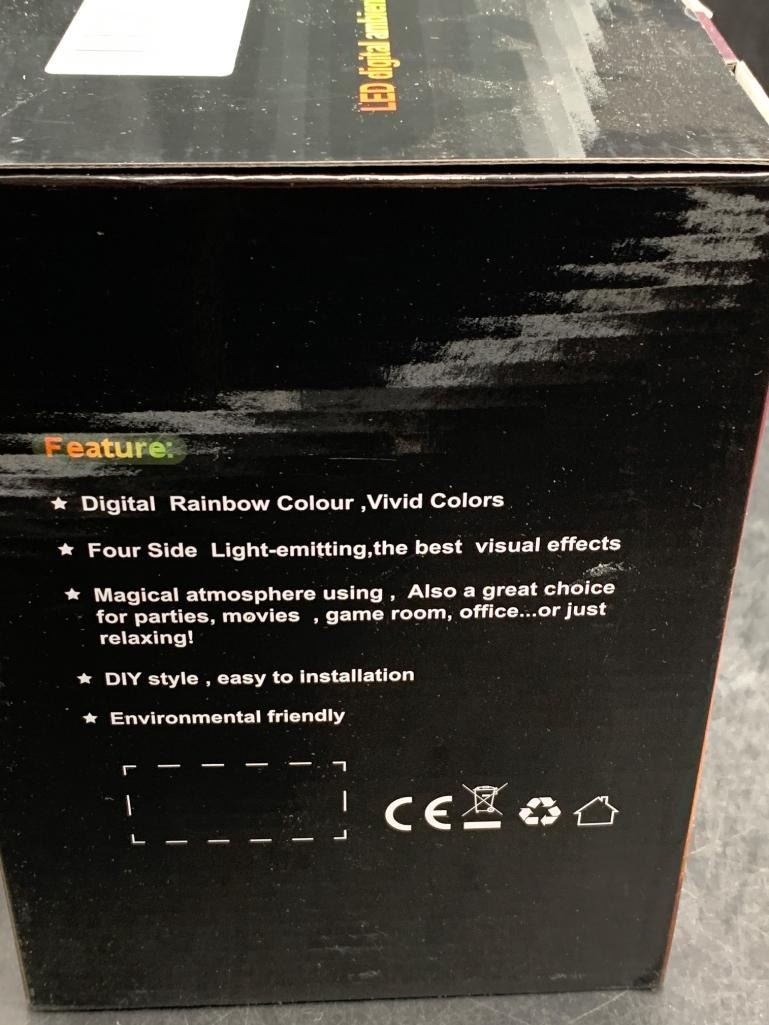 LED digital
Feature:
Digital Rainbow Colour ,Vivid Colors
Four Side Light-emitting,the best visual effects
Magical atmosphere using , Also a great choice
for parties, movies , game room, office...or just
relaxing!
DIY style , easy to installation
Environmental friendly
CE